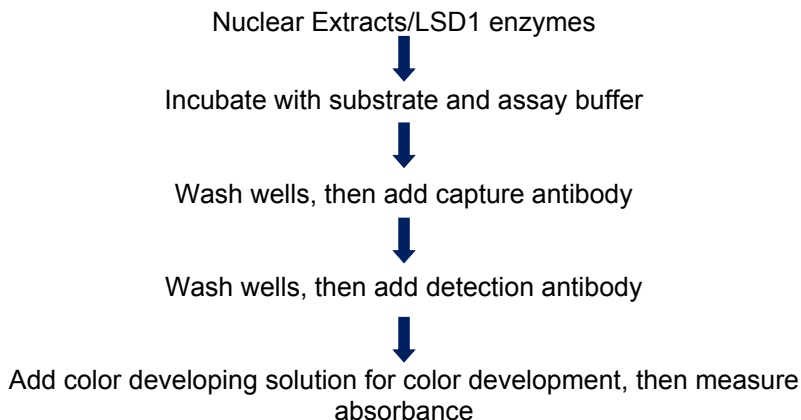 Nuclear Extracts/LSD1 enzymes
Incubate with substrate and assay buffer
Wash wells, then add capture antibody
Wash wells, then add detection antibody
Add color developing solution for color development, then measure
absorbance